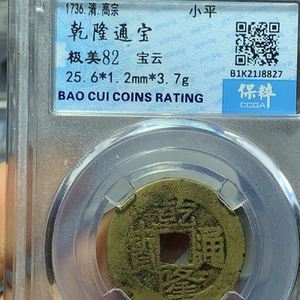 1736.清.高宗 小平
乾隆通宝
极美82 宝云
25.6*1.2mm*3.7g
B1K21J8827
BAO CUI COINS RATING
保粹
CCGA
乾隆通寶